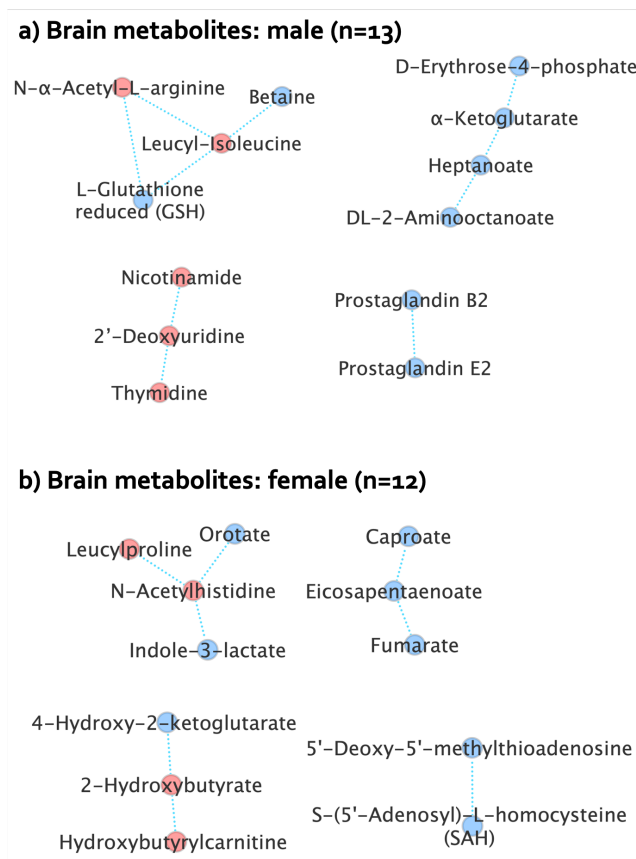 a) Brain metabolites: male (n=13)
N-α-Acetyl-L-arginine
Betaine
Leucyl-Isoleucine
L-Glutathione
reduced (GSH)
D-Erythrose-4-phosphate
α-Ketoglutarate
Heptanoate
DL-2-Aminooctanoate
Nicotinamide
2’-Deoxyuridine
Thymidine
Prostaglandin B2
Prostaglandin E2
b) Brain metabolites: female (n=12)
Orotate
Leucylproline
N-Acetylhistidine
Indole-3-lactate
Caproate
Eicosapentaenoate
Fumarate
4-Hydroxy-2-ketoglutarate
2-Hydroxybutyrate
Hydroxybutyrylcarnitine
5'-Deoxy-5'-methylthioadenosine
S-(5'-Adenosyl)-L-homocysteine
(SAH)